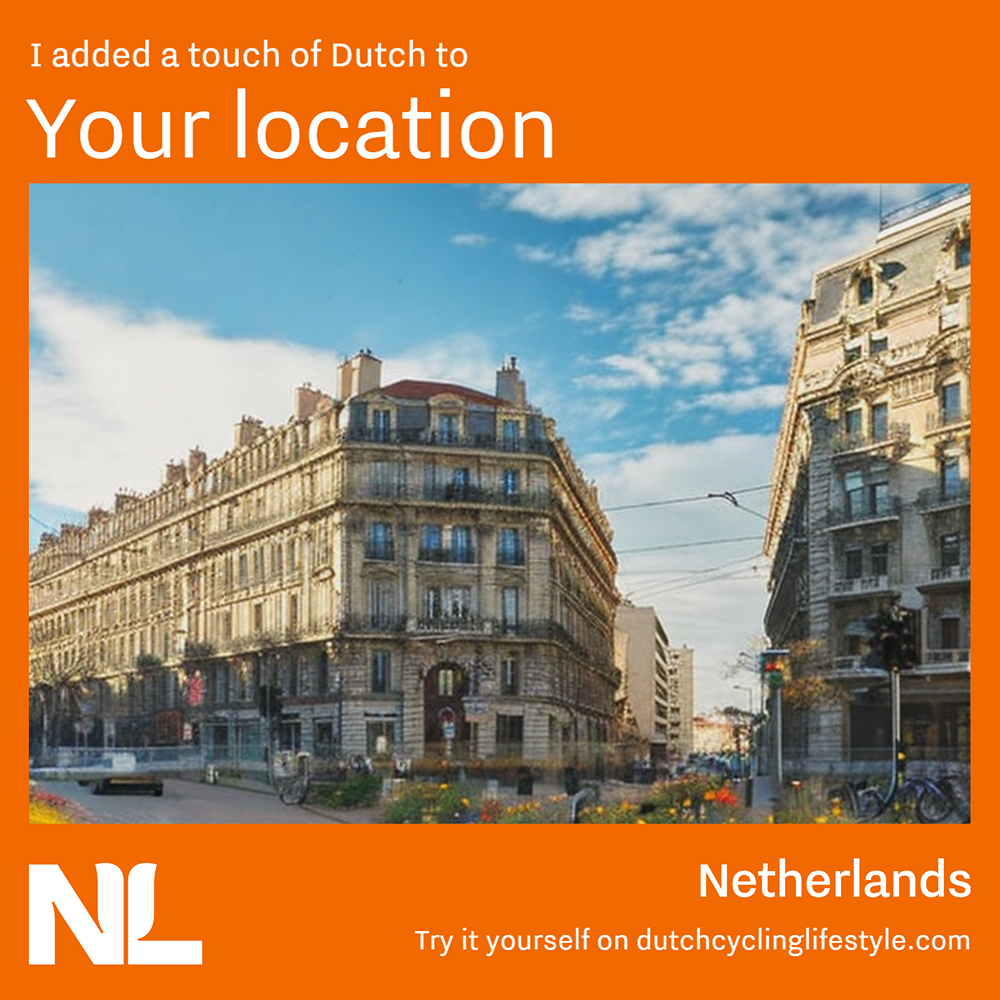 I added a touch of Dutch to
Your location
NL
Netherlands
Try it yourself on dutchcyclinglifestyle.com